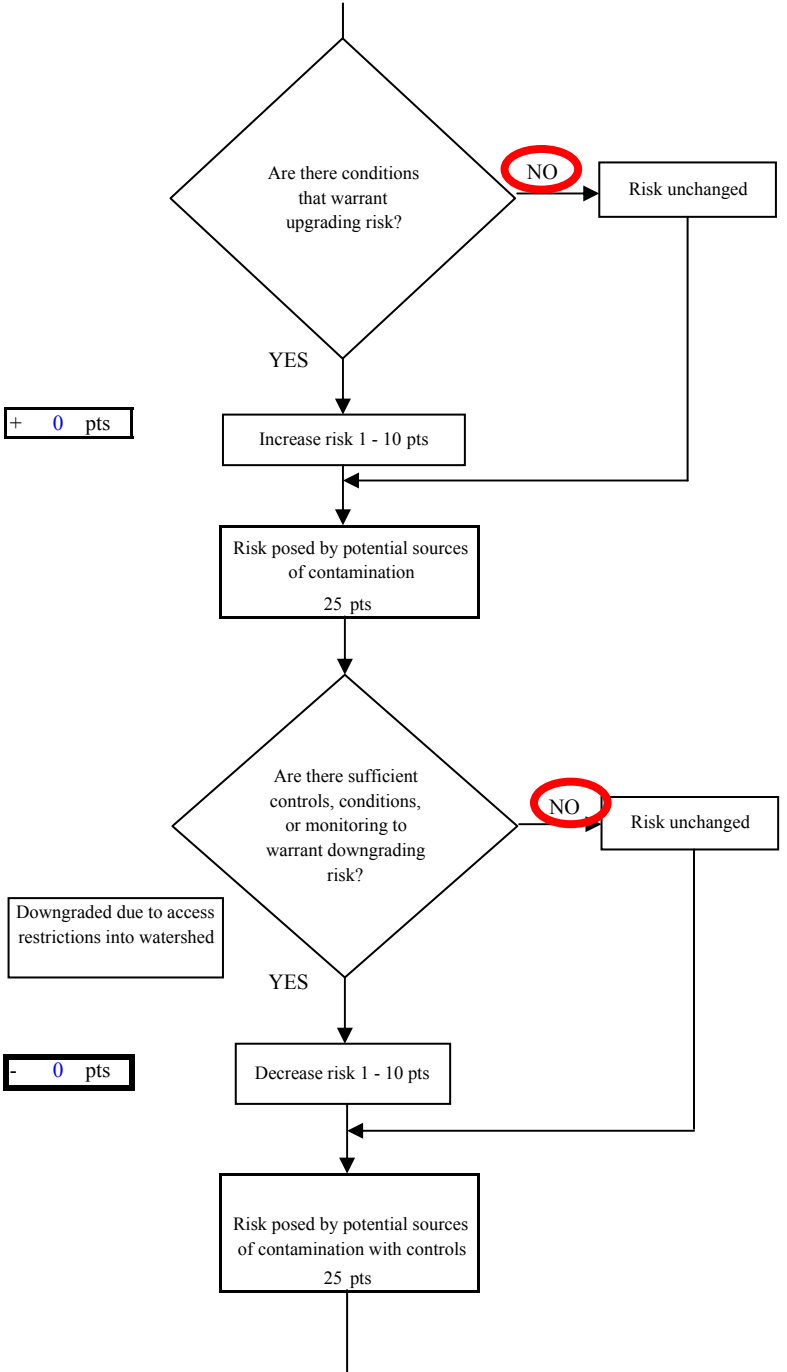 Are there conditions
that warrant
upgrading risk?
NO
Risk unchanged
YES
+ 0 pts
Increase risk 1 - 10 pts
Risk posed by potential sources
of contamination
25 pts
Are there sufficient
controls, conditions,
or monitoring to
warrant downgrading
risk?
NO
Risk unchanged
Downgraded due to access
restrictions into watershed
YES
- 0 pts
Decrease risk 1 - 10 pts
Risk posed by potential sources
of contamination with controls
25 pts